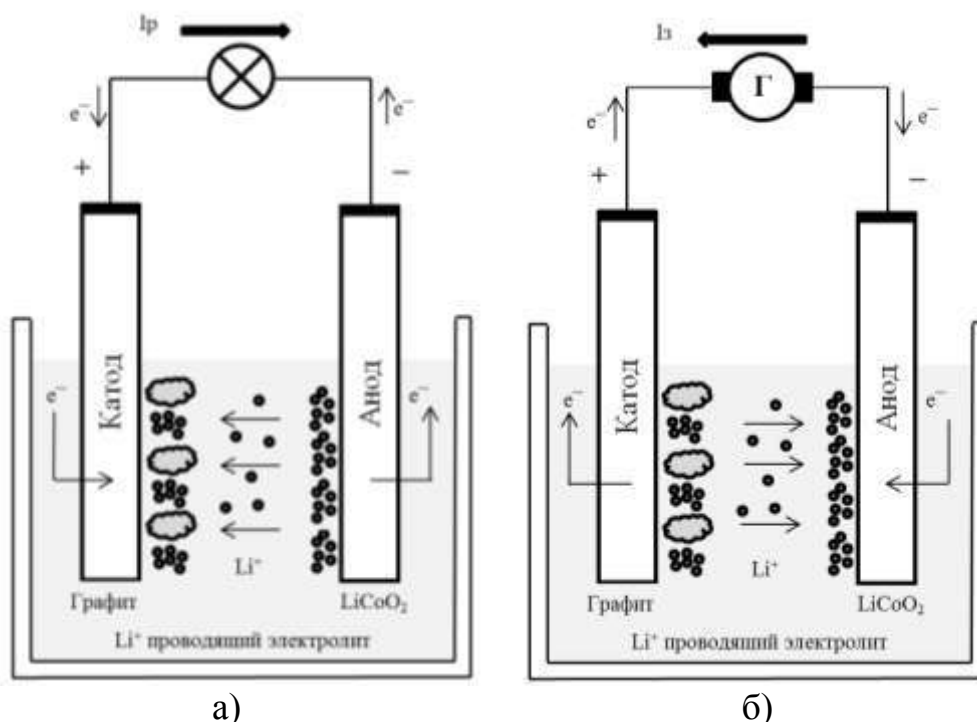 Iр
e⁻
e⁻
+
−
Катод
Анод
e⁻
e⁻
Li⁺
Графит
LiCoO₂
Li⁺ проводящий электролит
а)
Iз
Г
e⁻
e⁻
+
−
Катод
Анод
e⁻
e⁻
Li⁺
Графит
LiCoO₂
Li⁺ проводящий электролит
б)